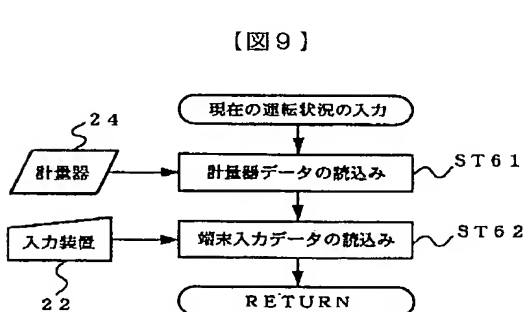 【図9】
24
現在の運転状況の入力
計量器
計量器データの読込み
ST61
入力装置
端末入力データの読込み
ST62
22
RETURN